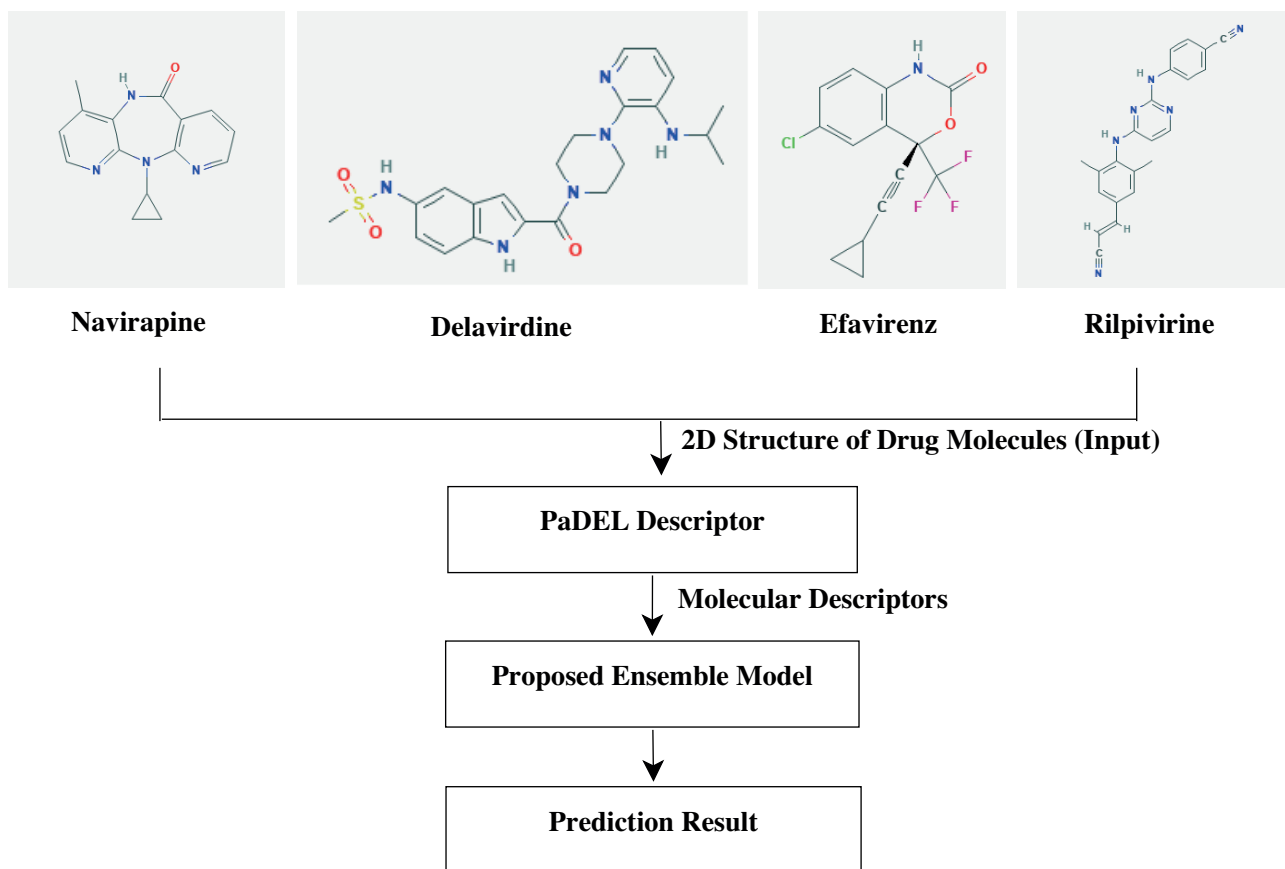 Navirapine
Delavirdine
Efavirenz
Rilpivirine
2D Structure of Drug Molecules (Input)
PaDEL Descriptor
Molecular Descriptors
Proposed Ensemble Model
Prediction Result
H
N
O
N
N
N
O
S
O
H
N
N
H
O
N
N
N
N
H
H
N
O
O
Cl
F
F
F
C
C
C
N
H
N
N
N
H
N
H
H
C
N